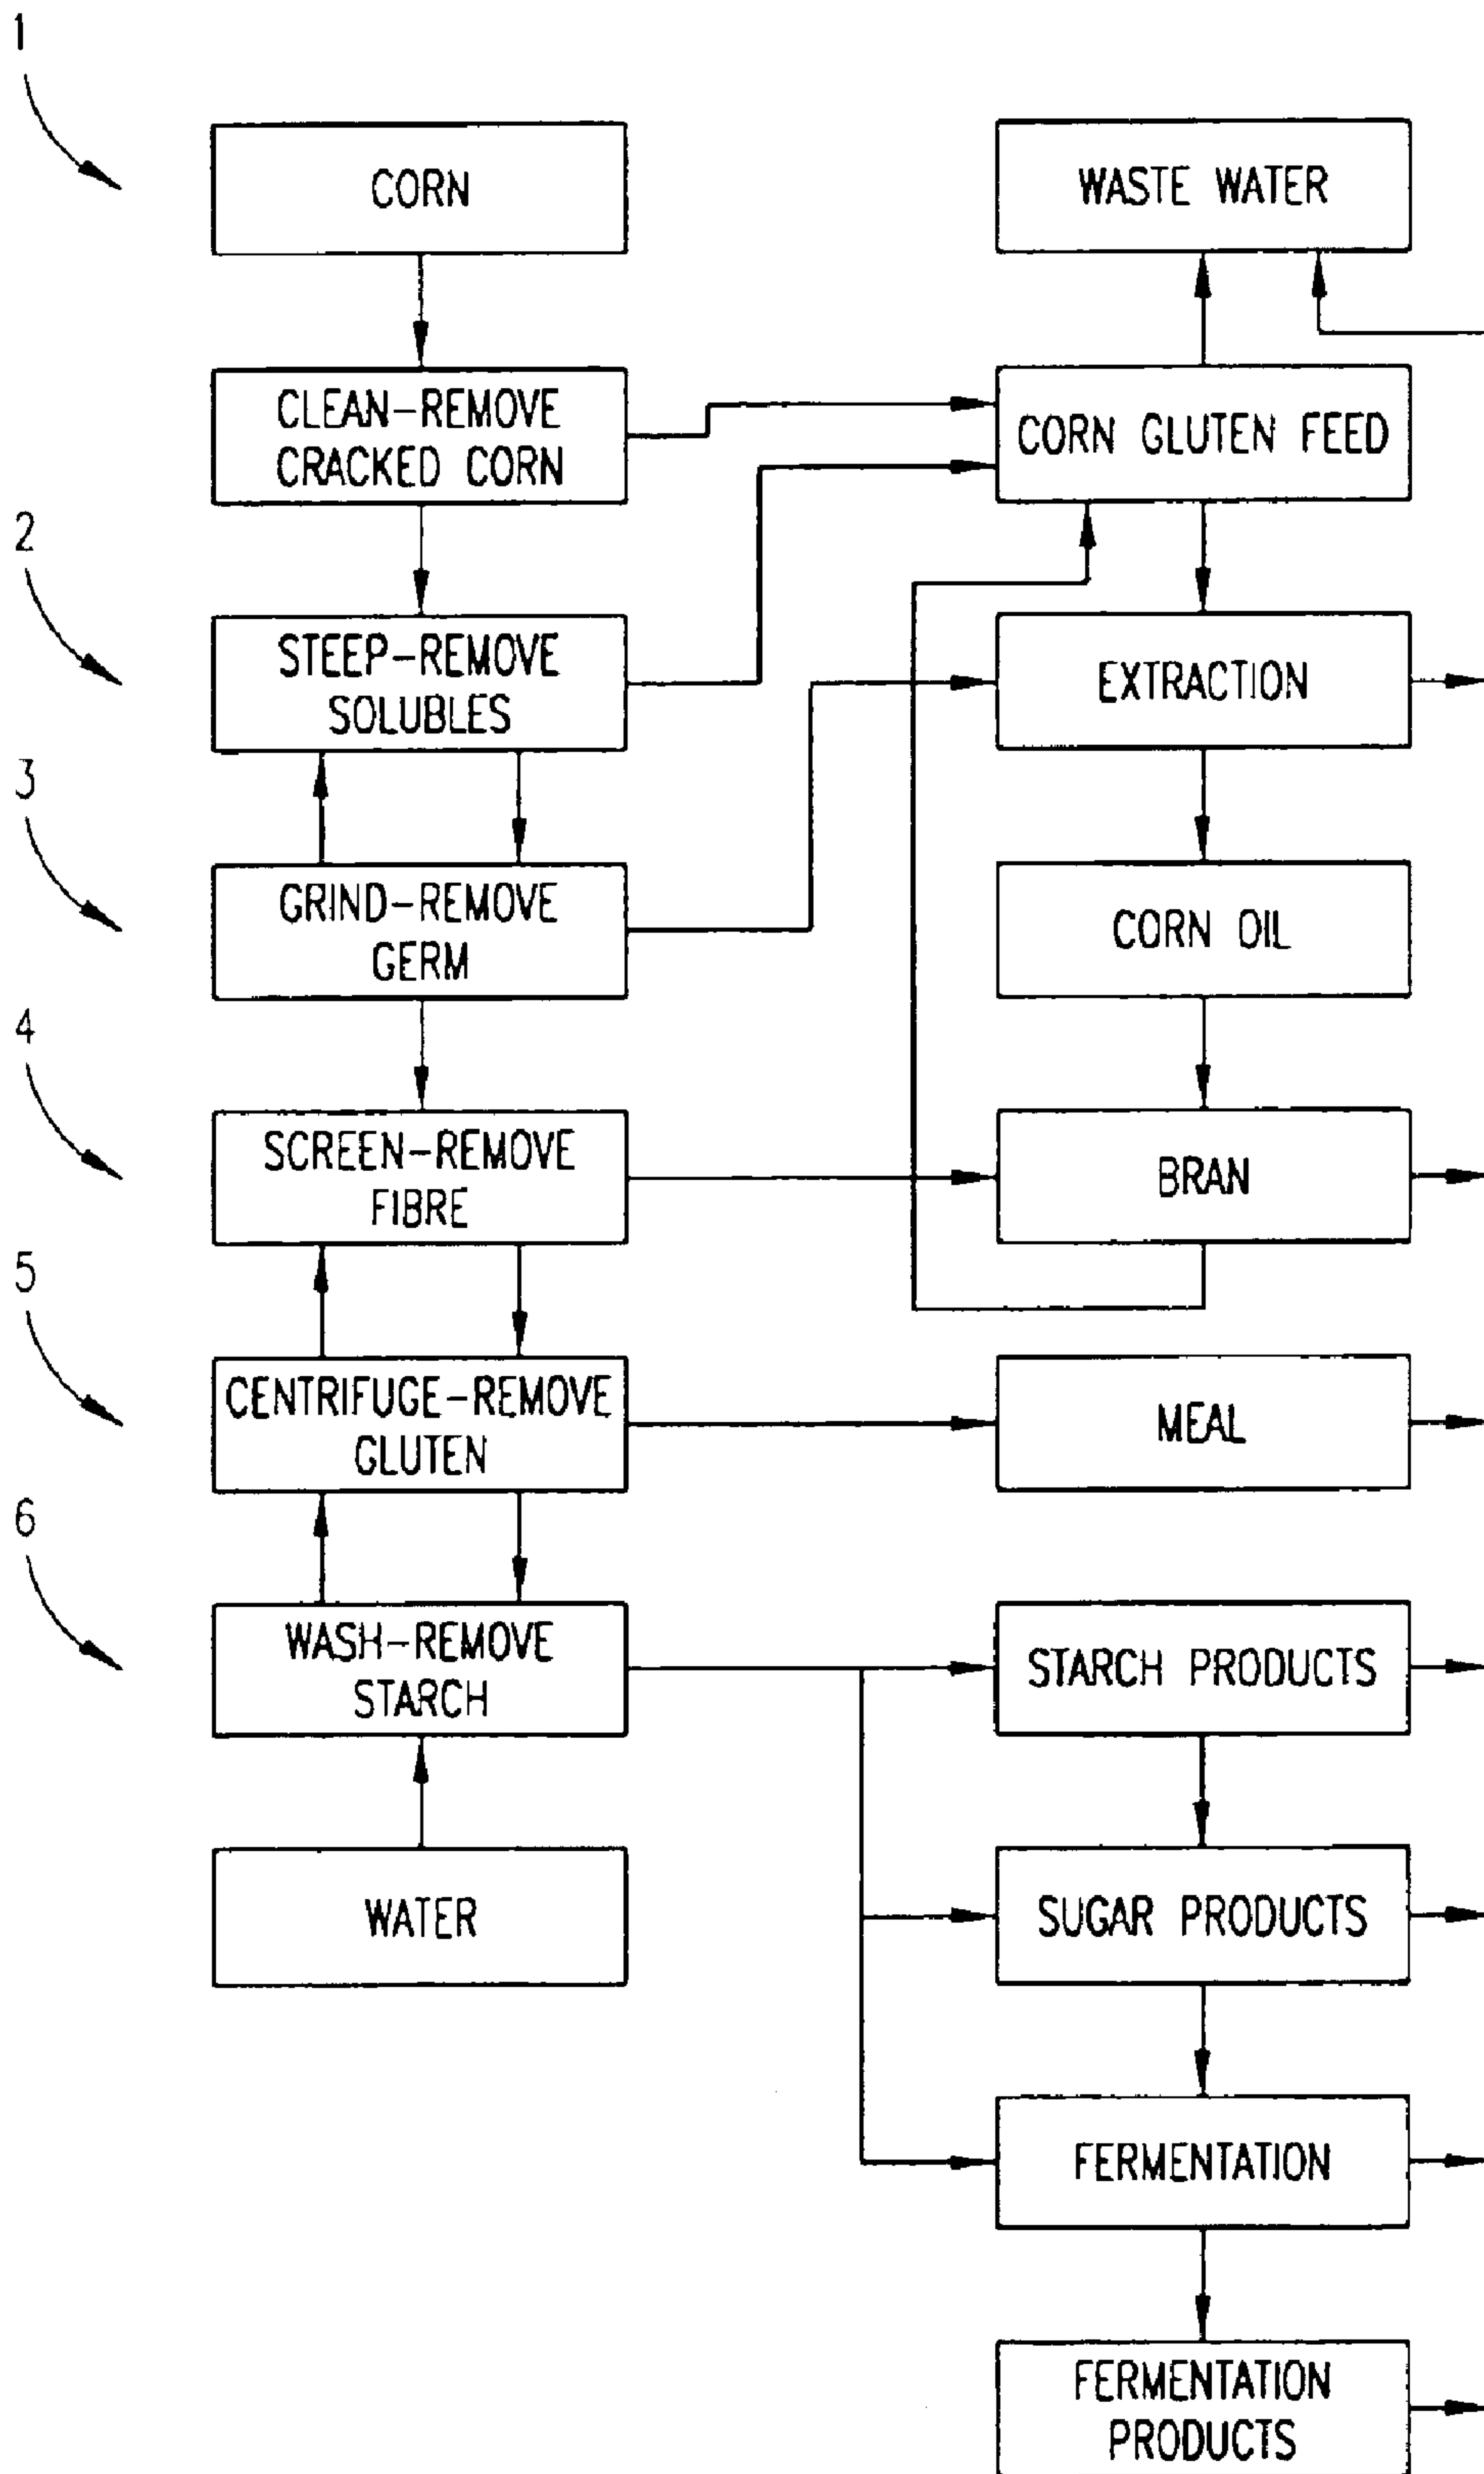 1
CORN
WASTE WATER
CLEAN-REMOVE
CRACKED CORN
CORN GLUTEN FEED
2
STEEP-REMOVE
SOLUBLES
EXTRACTION
3
GRIND-REMOVE
GERM
CORN OIL
4
SCREEN-REMOVE
FIBRE
BRAN
5
CENTRIFUGE-REMOVE
GLUTEN
MEAL
6
WASH-REMOVE
STARCH
STARCH PRODUCTS
WATER
SUGAR PRODUCTS
FERMENTATION
FERMENTATION
PRODUCTS